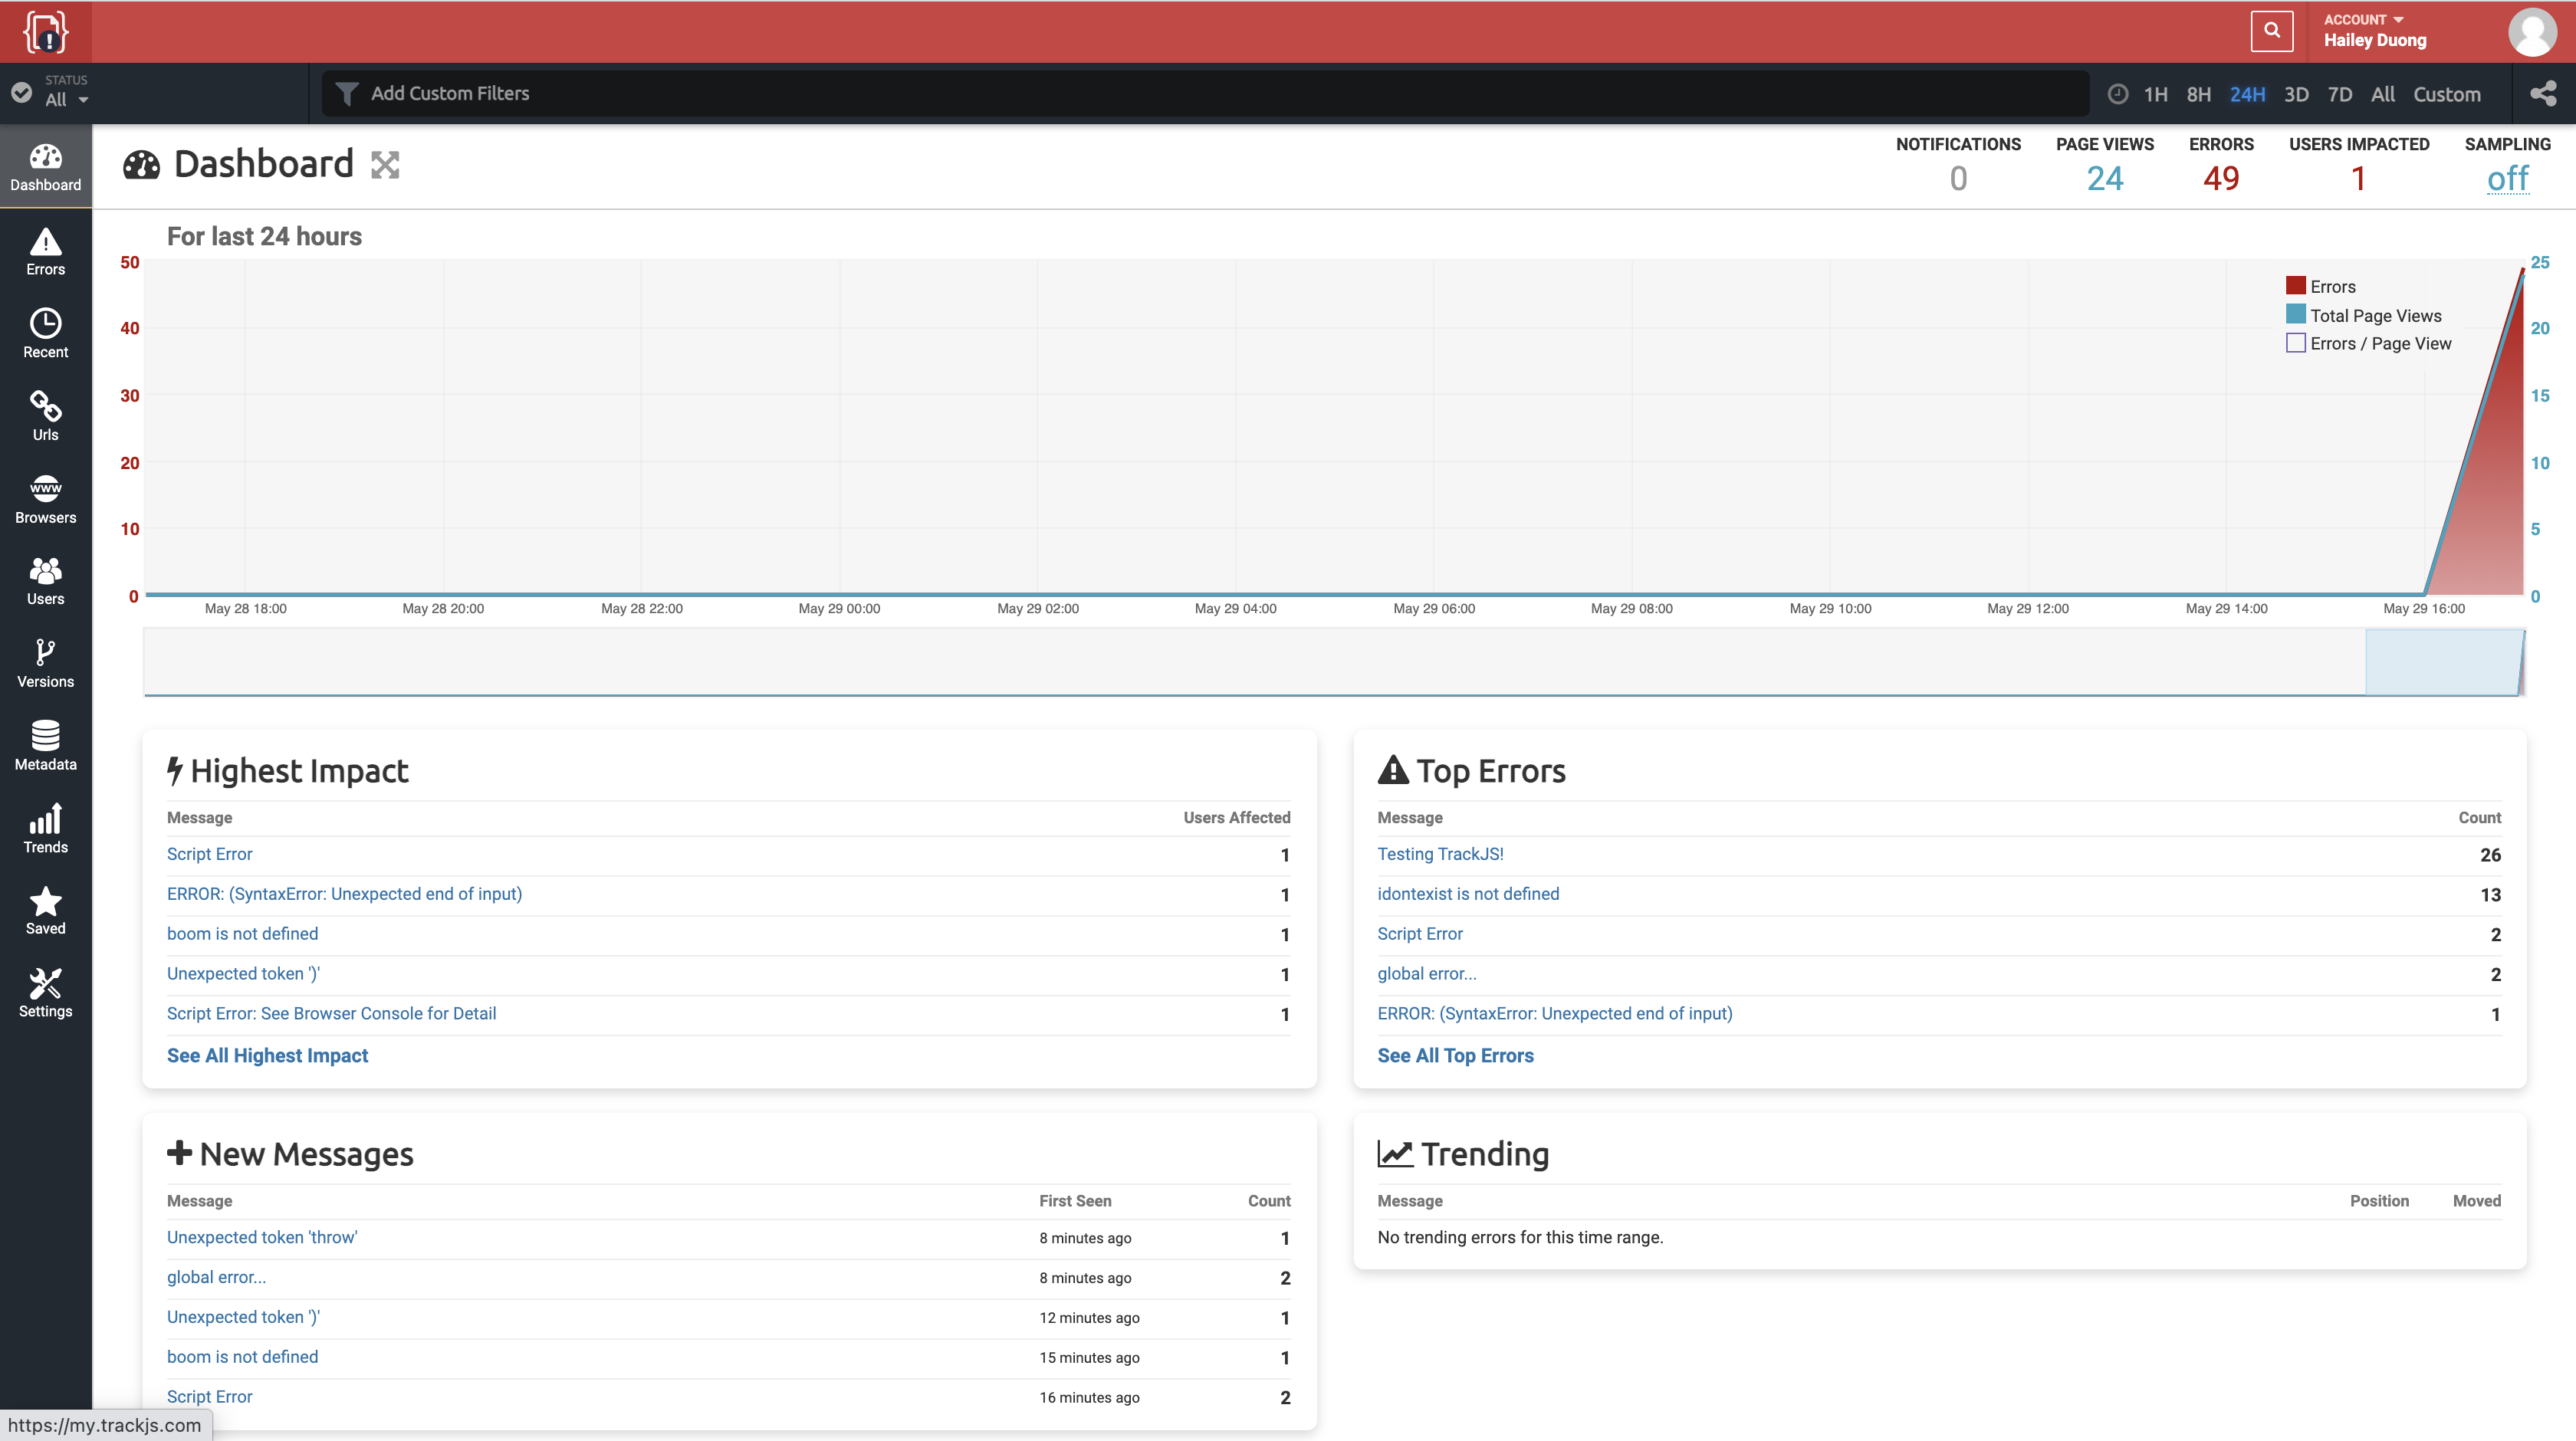 ACCOUNT
Hailey Duong
STATUS
All
Add Custom Filters
1H 8H 24H 3D 7D All Custom
Dashboard
Errors
Recent
Urls
www
Browsers
Users
Versions
Metadata
Trends
Saved
Settings
Dashboard
NOTIFICATIONS PAGE VIEWS ERRORS USERS IMPACTED SAMPLING
0 24 49 1 off
For last 24 hours
50
40
30
20
10
0
25
20
15
10
5
0
Errors
Total Page Views
Errors / Page View
May 28 18:00 May 28 20:00 May 28 22:00 May 29 00:00 May 29 02:00 May 29 04:00 May 29 06:00 May 29 08:00 May 29 10:00 May 29 12:00 May 29 14:00 May 29 16:00
Highest Impact
Message Users Affected
Script Error 1
ERROR: (SyntaxError: Unexpected end of input) 1
boom is not defined 1
Unexpected token ')' 1
Script Error: See Browser Console for Detail 1
See All Highest Impact
Top Errors
Message Count
Testing TrackJS! 26
idontexist is not defined 13
Script Error 2
global error... 2
ERROR: (SyntaxError: Unexpected end of input) 1
See All Top Errors
New Messages
Message First Seen Count
Unexpected token 'throw' 8 minutes ago 1
global error... 8 minutes ago 2
Unexpected token ')' 12 minutes ago 1
boom is not defined 15 minutes ago 1
Script Error 16 minutes ago 2
Trending
Message Position Moved
No trending errors for this time range.
https://my.trackjs.com